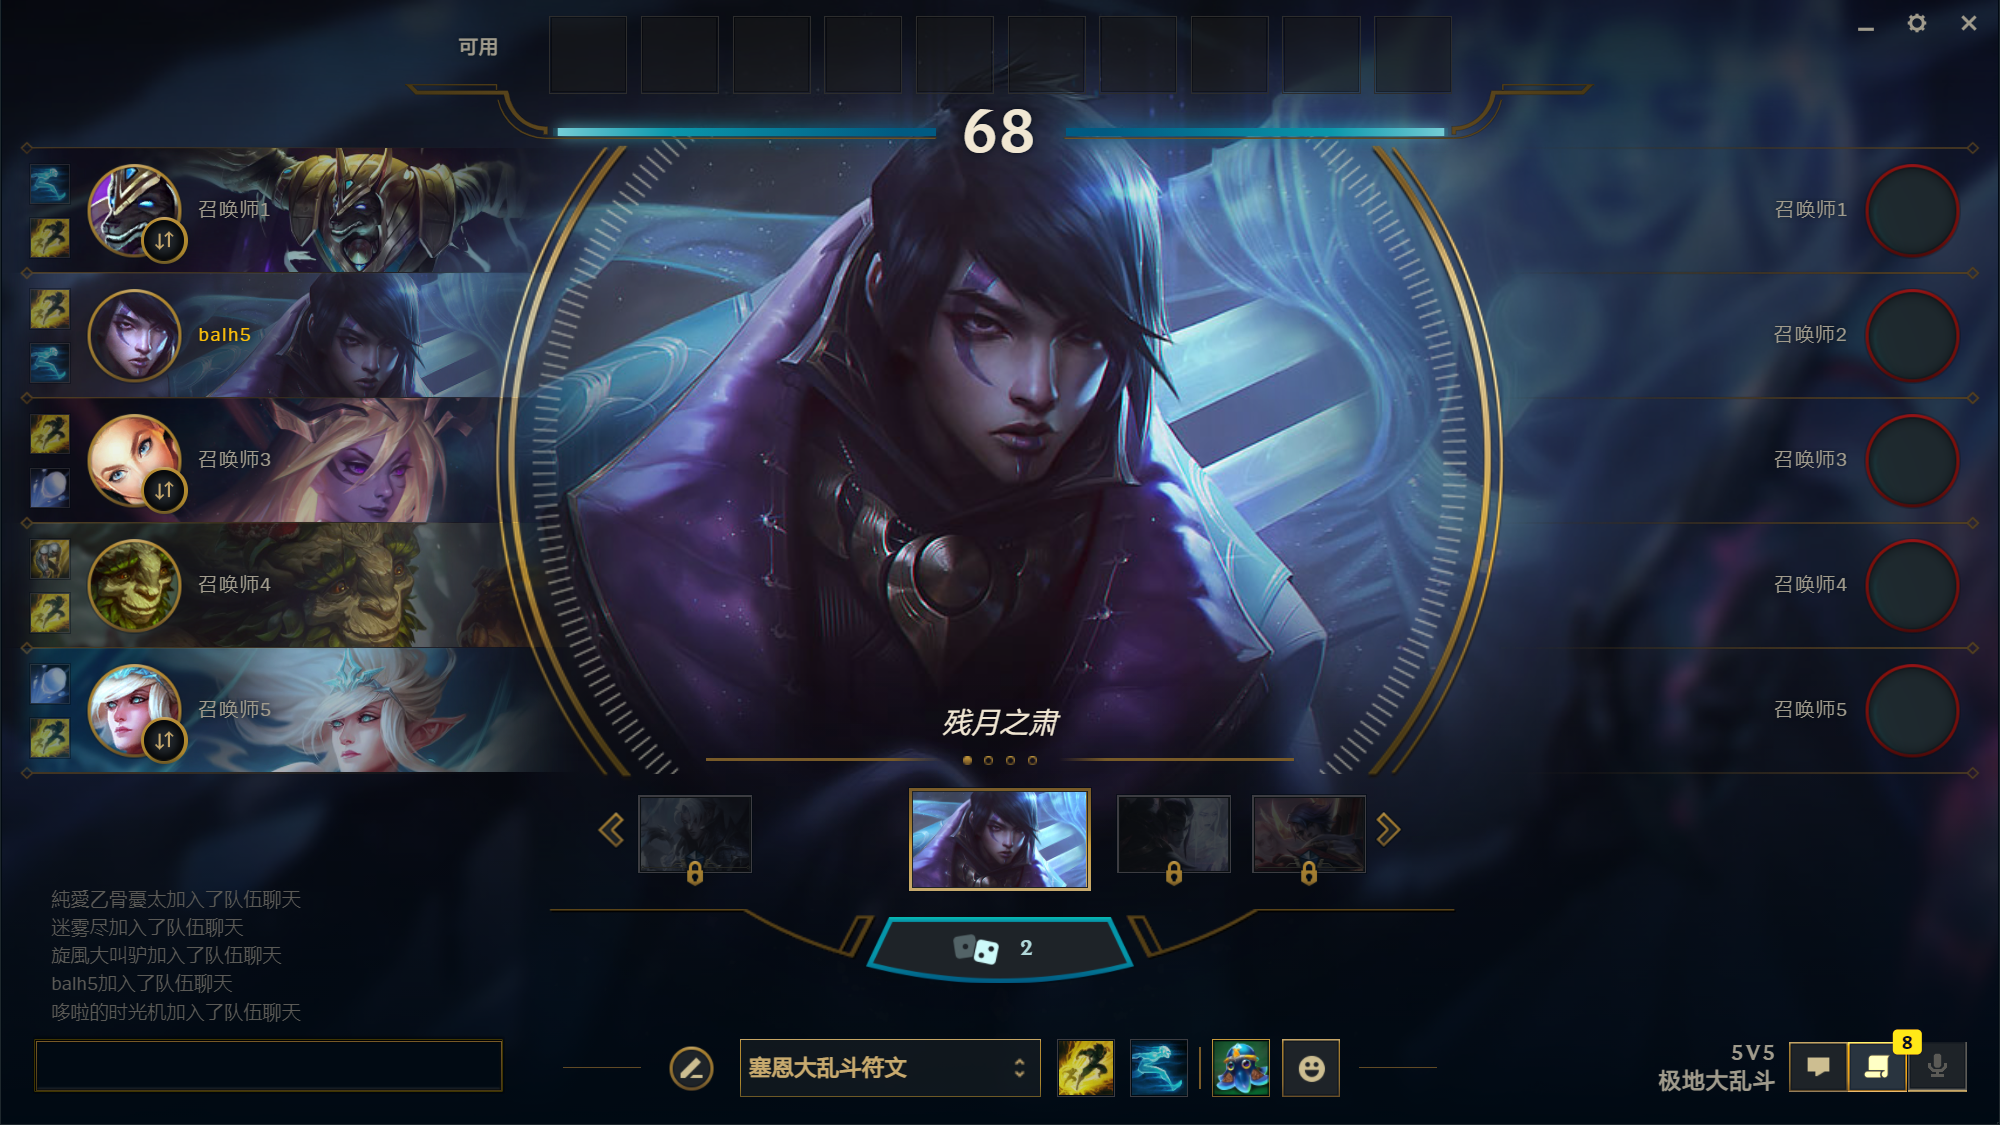 可用
68
召唤师1
balh5
召唤师3
召唤师4
召唤师5
召唤师1
召唤师2
召唤师3
召唤师4
召唤师5
残月之肃
2
純愛乙骨憂太加入了队伍聊天
迷雾尽加入了队伍聊天
旋風大叫驴加入了队伍聊天
balh5加入了队伍聊天
哆啦的时光机加入了队伍聊天
塞恩大乱斗符文
5V5
极地大乱斗
8